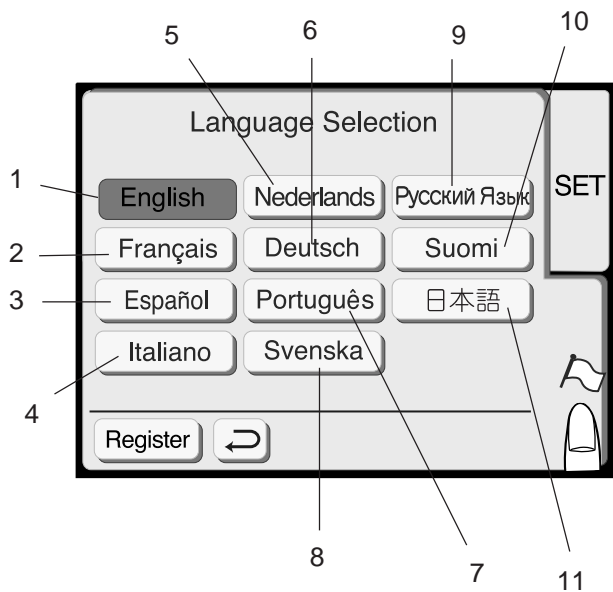 5 6 9 10
Language Selection
SET
1 English Nederlands Русский Язык
2 Français Deutsch Suomi
3 Español Português 日本語
4 Italiano Svenska
Register
8 7 11